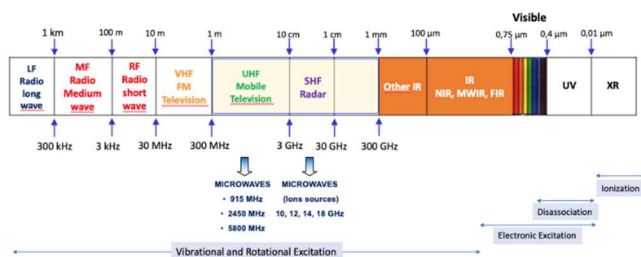 Visible
1 km 10 m 1 m 10 cm 1 cm 1 mm 100 µm 0,75 µm 0,4 µm 0,01 µm
LF
Radio
long
wave
MF
Radio
Medium
wave
RF
Radio
short
wave
VHF
FM
Television
UHF
Mobile
Television
SHF
Radar
Other IR
IR
NIR, MWIR, FIR
UV
XR
300 kHz 3 kHz 30 MHz 300 MHz 3 GHz 30 GHz 300 GHz
MICROWAVES
• 915 MHz
• 2450 MHz
• 5800 MHz
MICROWAVES
(Ions sources)
10, 12, 14, 18 GHz
Ionization
Disassociation
Electronic Excitation
Vibrational and Rotational Excitation